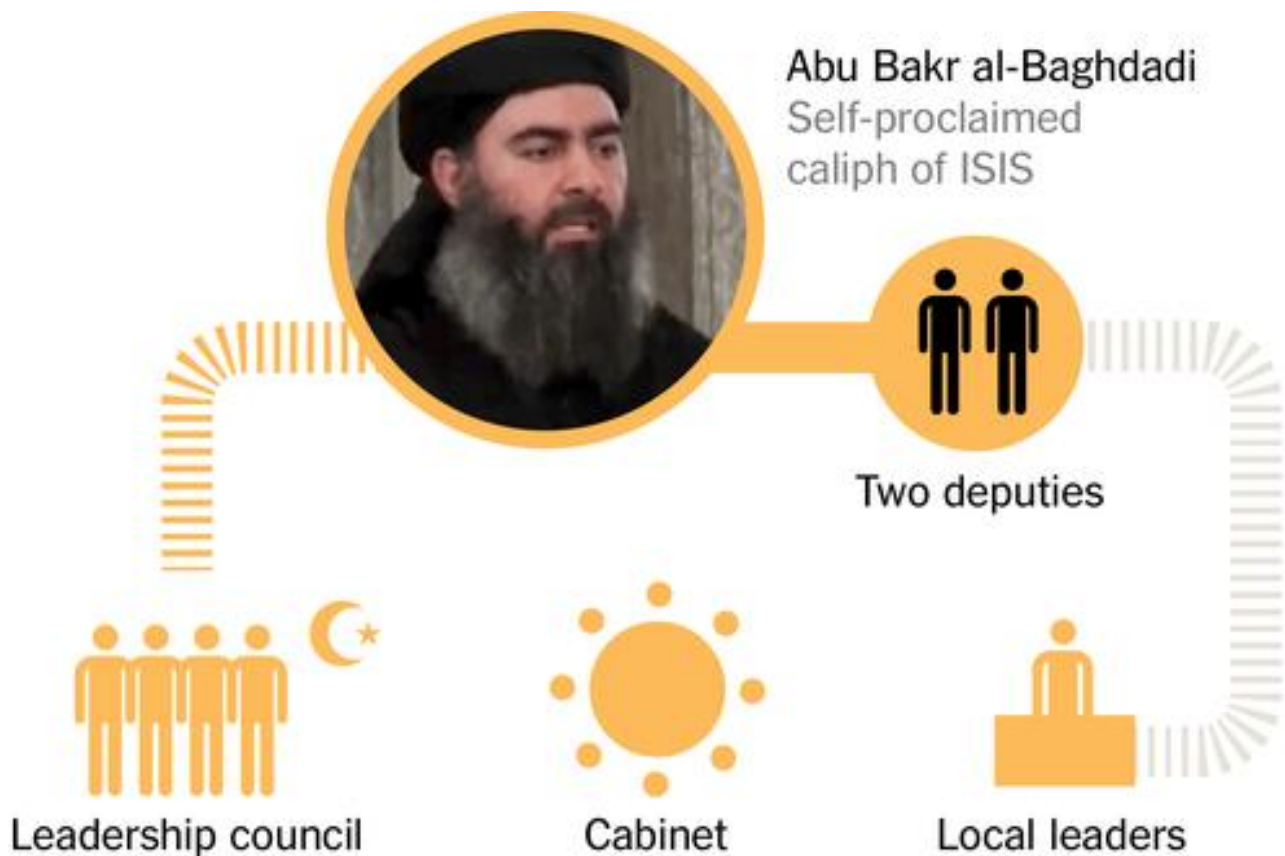 Abu Bakr al-Baghdadi
Self-proclaimed
caliph of ISIS
Two deputies
Leadership council
Cabinet
Local leaders